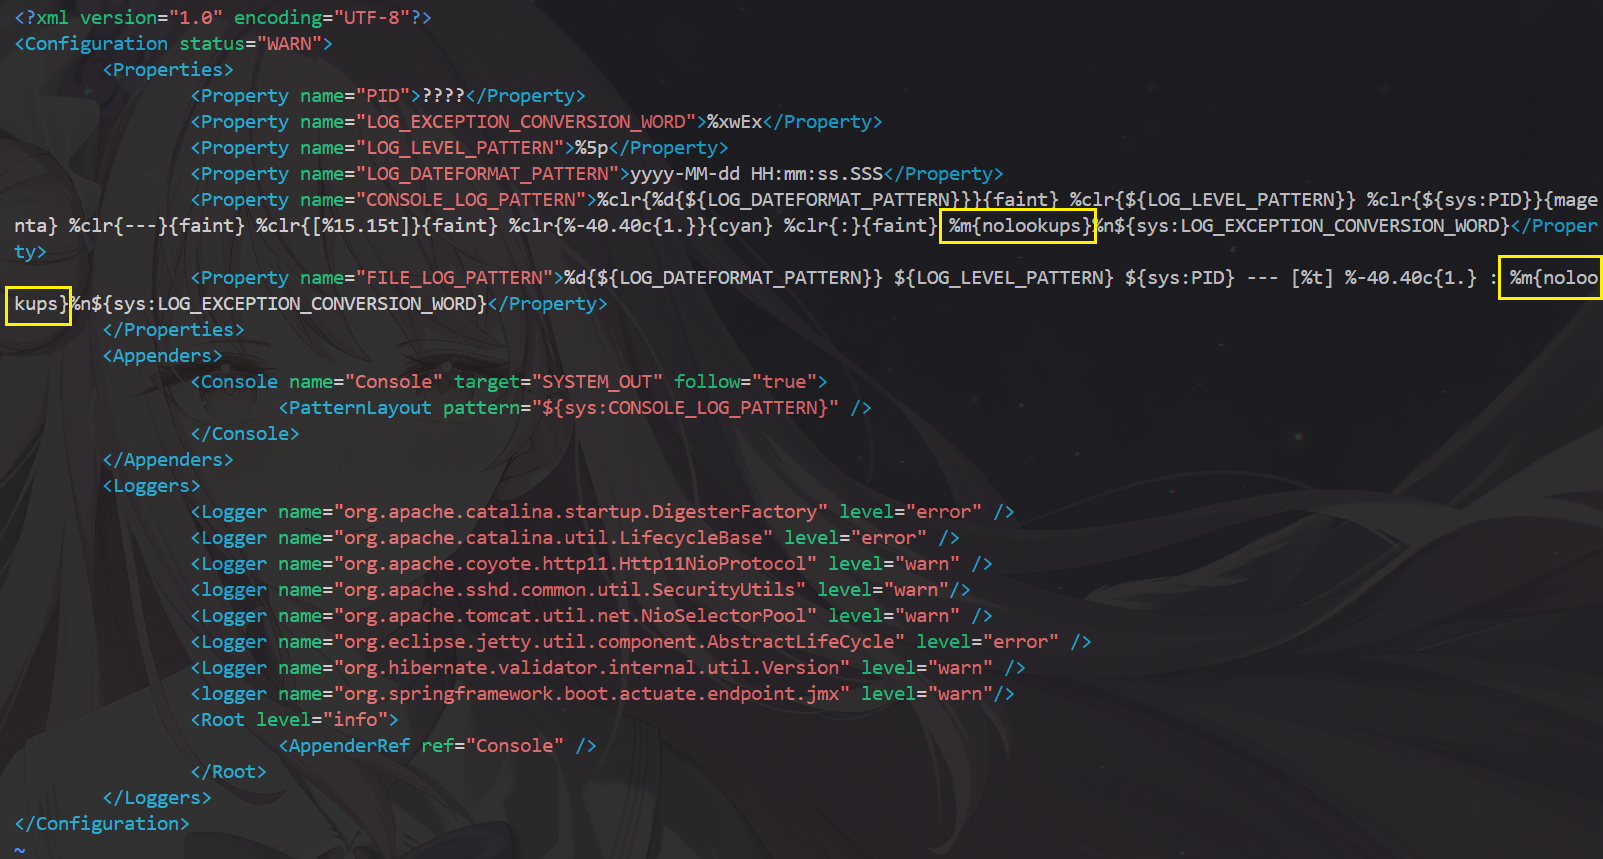 <?xml version="1.0" encoding="UTF-8"?>
<Configuration status="WARN">
<Properties>
<Property name="PID">????</Property>
<Property name="LOG_EXCEPTION_CONVERSION_WORD">%xwEx</Property>
<Property name="LOG_LEVEL_PATTERN">%5p</Property>
<Property name="LOG_DATEFORMAT_PATTERN">yyyy-MM-dd HH:mm:ss.SSS</Property>
<Property name="CONSOLE_LOG_PATTERN">%clr{%d{${LOG_DATEFORMAT_PATTERN}}}{faint} %clr{${LOG_LEVEL_PATTERN}} %clr{${sys:PID}}{mage
nta} %clr{---}{faint} %clr{[%15.15t]}{faint} %clr{%-40.40c{1.}}{cyan} %clr{:}{faint} %m{nolookups}%n${sys:LOG_EXCEPTION_CONVERSION_WORD}</Proper
ty>
<Property name="FILE_LOG_PATTERN">%d{${LOG_DATEFORMAT_PATTERN}} ${LOG_LEVEL_PATTERN} ${sys:PID} --- [%t] %-40.40c{1.} : %m{noloo
kups}%n${sys:LOG_EXCEPTION_CONVERSION_WORD}</Property>
</Properties>
<Appenders>
<Console name="Console" target="SYSTEM_OUT" follow="true">
<PatternLayout pattern="${sys:CONSOLE_LOG_PATTERN}" />
</Console>
</Appenders>
<Loggers>
<Logger name="org.apache.catalina.startup.DigesterFactory" level="error" />
<Logger name="org.apache.catalina.util.LifecycleBase" level="error" />
<Logger name="org.apache.coyote.http11.Http11NioProtocol" level="warn" />
<logger name="org.apache.sshd.common.util.SecurityUtils" level="warn"/>
<Logger name="org.apache.tomcat.util.net.NioSelectorPool" level="warn" />
<Logger name="org.eclipse.jetty.util.component.AbstractLifeCycle" level="error" />
<Logger name="org.hibernate.validator.internal.util.Version" level="warn" />
<logger name="org.springframework.boot.actuate.endpoint.jmx" level="warn"/>
<Root level="info">
<AppenderRef ref="Console" />
</Root>
</Loggers>
</Configuration>
~